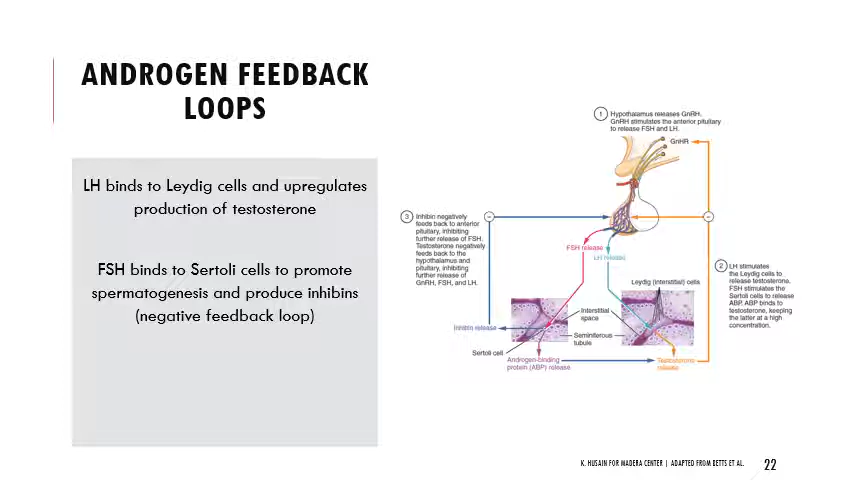 ANDROGEN FEEDBACK
LOOPS
LH binds to Leydig cells and upregulates
production of testosterone
FSH binds to Sertoli cells to promote
spermatogenesis and produce inhibins
(negative feedback loop)
1 Hypothalamus releases GnRH.
GnRH stimulates the anterior pituitary
to release FSH and LH.
GnHR
3 Inhibin negatively
feeds back to anterior
pituitary, inhibiting
further release of FSH.
Testosterone negatively
feeds back to the
hypothalamus and
pituitary, inhibiting
further release of
GnRH, FSH, and LH.
−
−
FSH release
LH release
2 LH stimulates
the Leydig cells to
release testosterone.
FSH stimulates the
Sertoli cells to release
ABP. ABP binds to
testosterone, keeping
the latter at a high
concentration.
Leydig (interstitial) cells
Interstitial
space
Inhibin release
Seminiferous
tubule
Sertoli cell
Androgen-binding
protein (ABP) release
Testosterone
release
K. HUSAIN FOR MADERA CENTER | ADAPTED FROM BETTS ET AL.
22